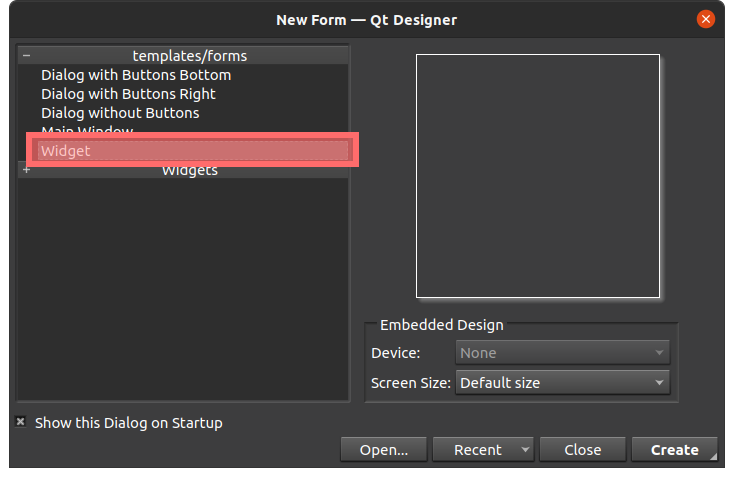 New Form — Qt Designer
templates/forms
Dialog with Buttons Bottom
Dialog with Buttons Right
Dialog without Buttons
Main Window
Widget
Widgets
Embedded Design
Device: None
Screen Size: Default size
Show this Dialog on Startup
Open... Recent Close Create